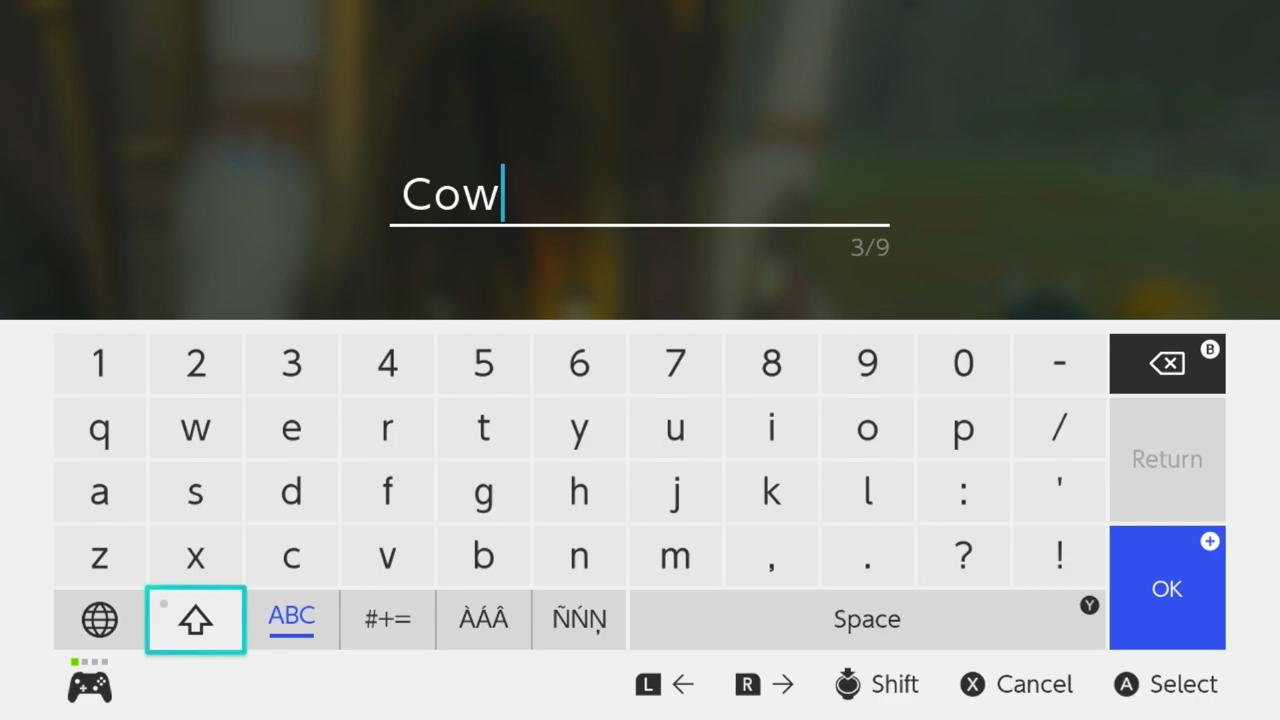 Cow
3/9
1 2 3 4 5 6 7 8 9 0 - B
q w e r t y u i o p / Return
a s d f g h j k l : '
z x c v b n m , . ? ! + OK
ABC #+= ÀÁÂ ÑŃŅ Space Y
L ← R → Shift X Cancel A Select